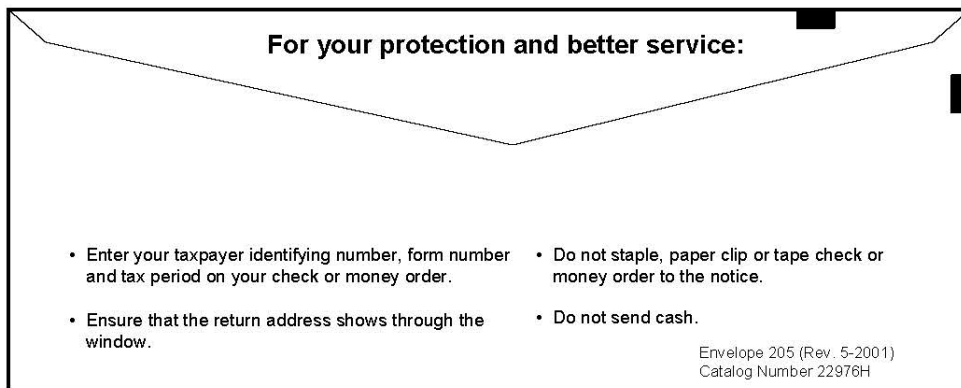 For your protection and better service:
• Enter your taxpayer identifying number, form number
and tax period on your check or money order.
• Ensure that the return address shows through the
window.
• Do not staple, paper clip or tape check or
money order to the notice.
• Do not send cash.
Envelope 205 (Rev. 5-2001)
Catalog Number 22976H